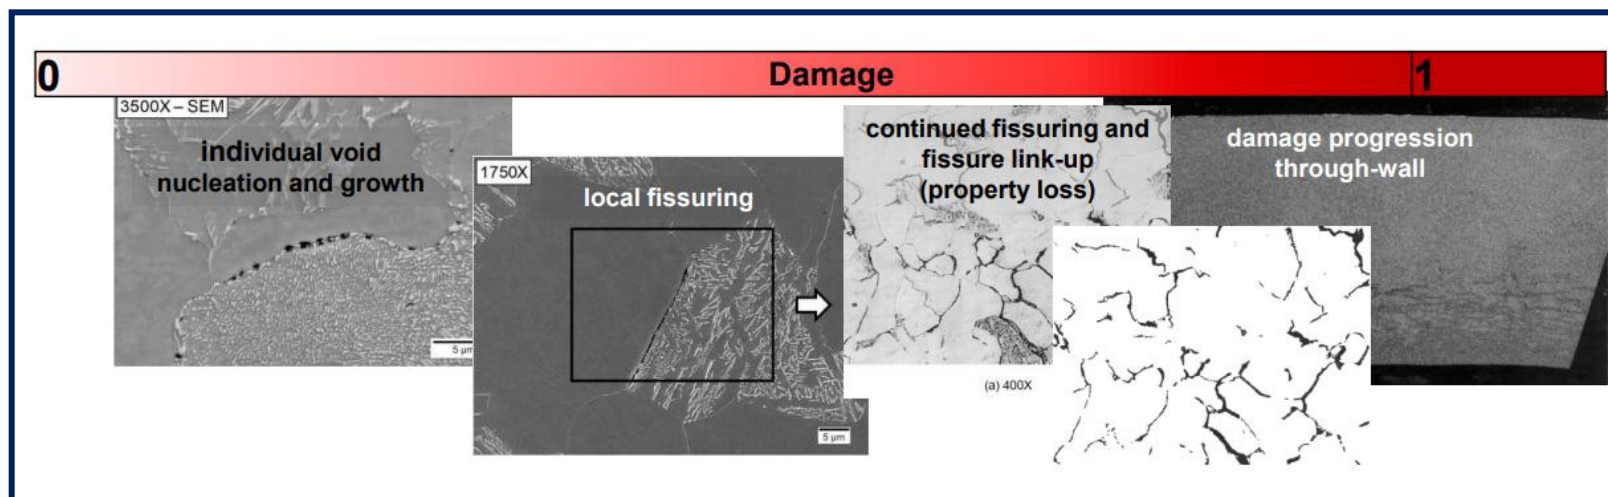 0
Damage
1
3500X – SEM
individual void
nucleation and growth
5 µm
1750X
local fissuring
5 µm
continued fissuring and
fissure link-up
(property loss)
(a) 400X
damage progression
through-wall